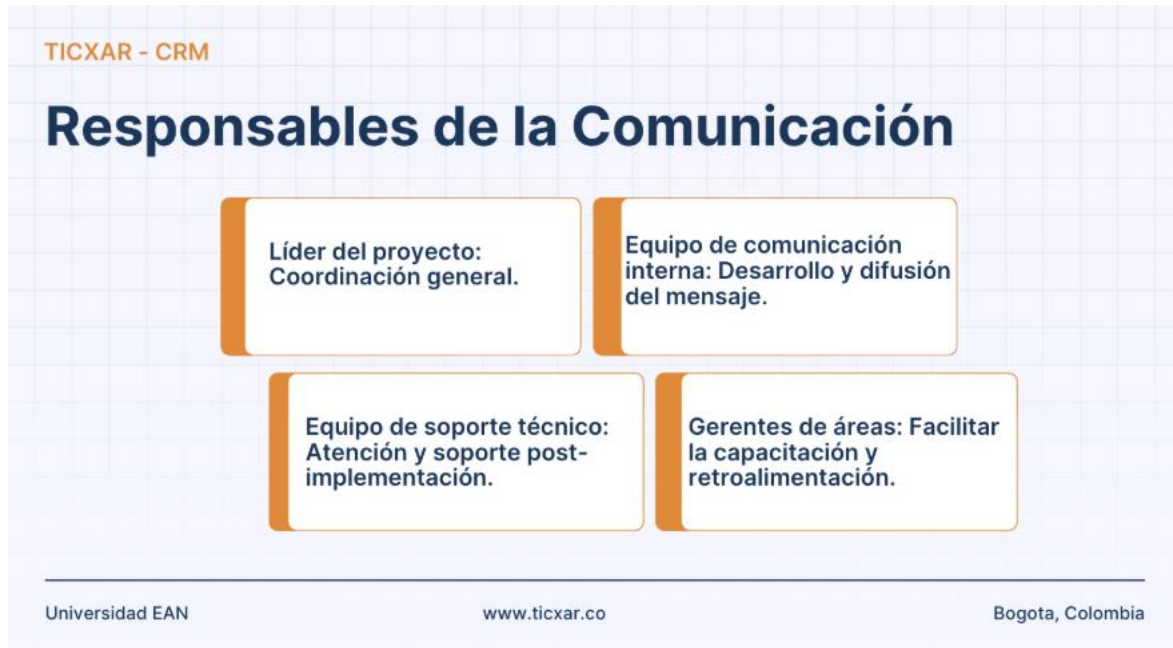 TICXAR - CRM
Responsables de la Comunicación
Líder del proyecto:
Coordinación general.
Equipo de comunicación
interna: Desarrollo y difusión
del mensaje.
Equipo de soporte técnico:
Atención y soporte post-
implementación.
Gerentes de áreas: Facilitar
la capacitación y
retroalimentación.
Universidad EAN
www.ticxar.co
Bogota, Colombia